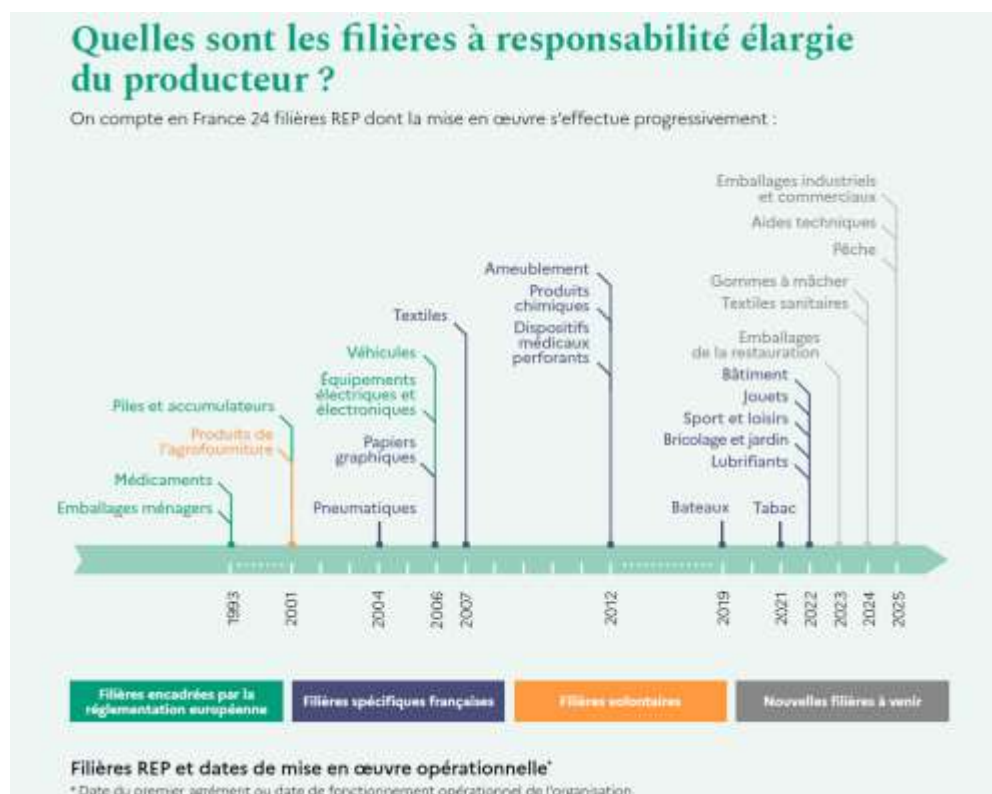 Quelles sont les filières à responsabilité élargie
du producteur ?
On compte en France 24 filières REP dont la mise en œuvre s'effectue progressivement :
Emballages industriels
et commerciaux
Aides techniques
Pêche
Ameublement
Gommes à mâcher
Produits
chimiques
Textiles sanitaires
Textiles
Dispositifs
médicaux
perforants
Emballages
de la restauration
Véhicules
Bâtiment
Équipements
électriques et
électroniques
Jouets
Piles et accumulateurs
Sport et loisirs
Produits de
l'agrofourniture
Papiers
graphiques
Bricolage et jardin
Lubrifiants
Médicaments
Emballages ménagers
Pneumatiques
Bateaux
Tabac
1993
2001
2004
2006
2007
2012
2019
2021
2022
2023
2024
2025
Filières encadrées par la
réglementation européenne
Filières spécifiques françaises
Filières volontaires
Nouvelles filières à venir
Filières REP et dates de mise en œuvre opérationnelle*
* Date du premier agrément ou date de fonctionnement opérationnel de l'organisation.